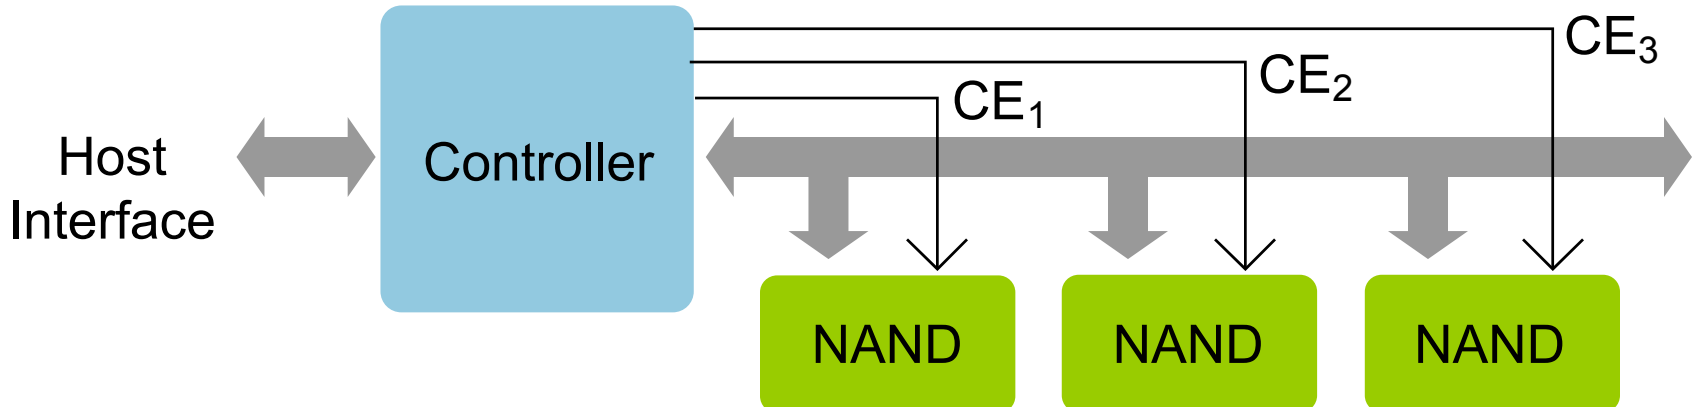 CE₃
CE₂
CE₁
Host
Interface
Controller
NAND
NAND
NAND